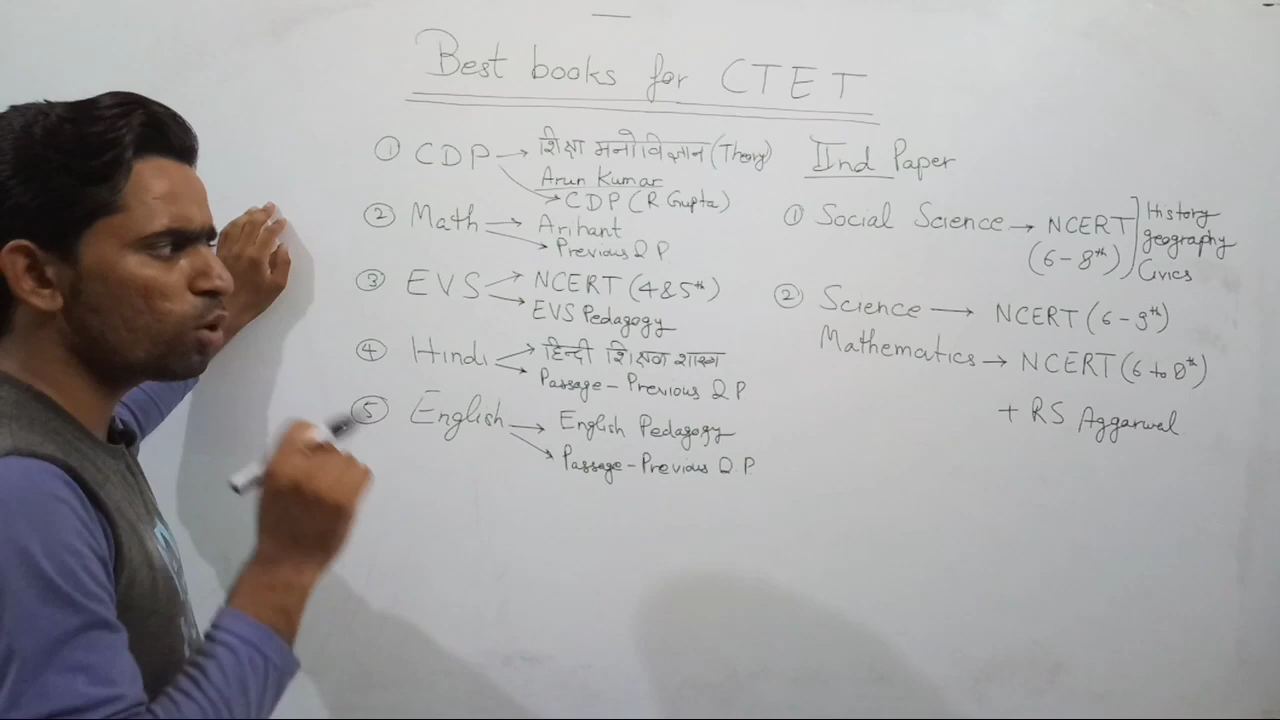 Best books for CTET
① CDP → शिक्षा मनोविज्ञान (Theory)
Arun Kumar
→ CDP (R Gupta)
② Math → Arihant
→ Previous Q P
③ EVS → NCERT (4 & 5th)
→ EVS Pedagogy
④ Hindi → हिन्दी शिक्षण शास्त्र
→ Passage - Previous Q P
⑤ English → English Pedagogy
→ Passage - Previous Q P.
IInd Paper
① Social Science → NCERT (6 - 8th) ] History geography Civics
② Science → NCERT (6 - 8th)
Mathematics → NCERT (6 to 8th)
+ RS Aggarwal